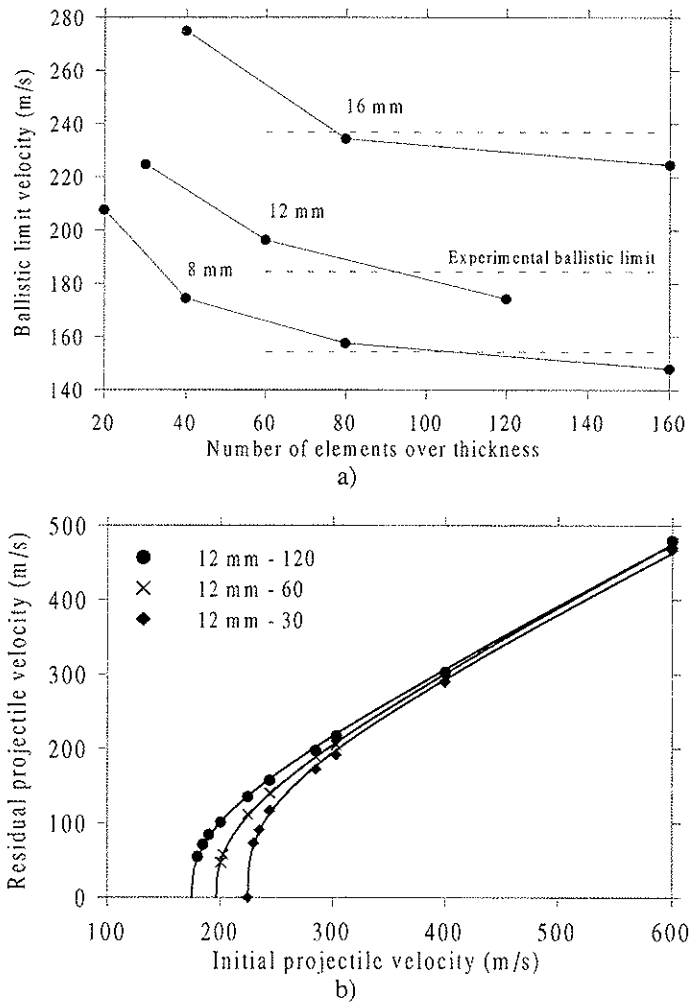 Ballistic limit velocity (m/s)
280
260
240
220
200
180
160
140
16 mm
12 mm
8 mm
Experimental ballistic limit
20 40 60 80 100 120 140 160
Number of elements over thickness
a)
Residual projectile velocity (m/s)
500
400
300
200
100
0
12 mm - 120
12 mm - 60
12 mm - 30
100 200 300 400 500 600
Initial projectile velocity (m/s)
b)